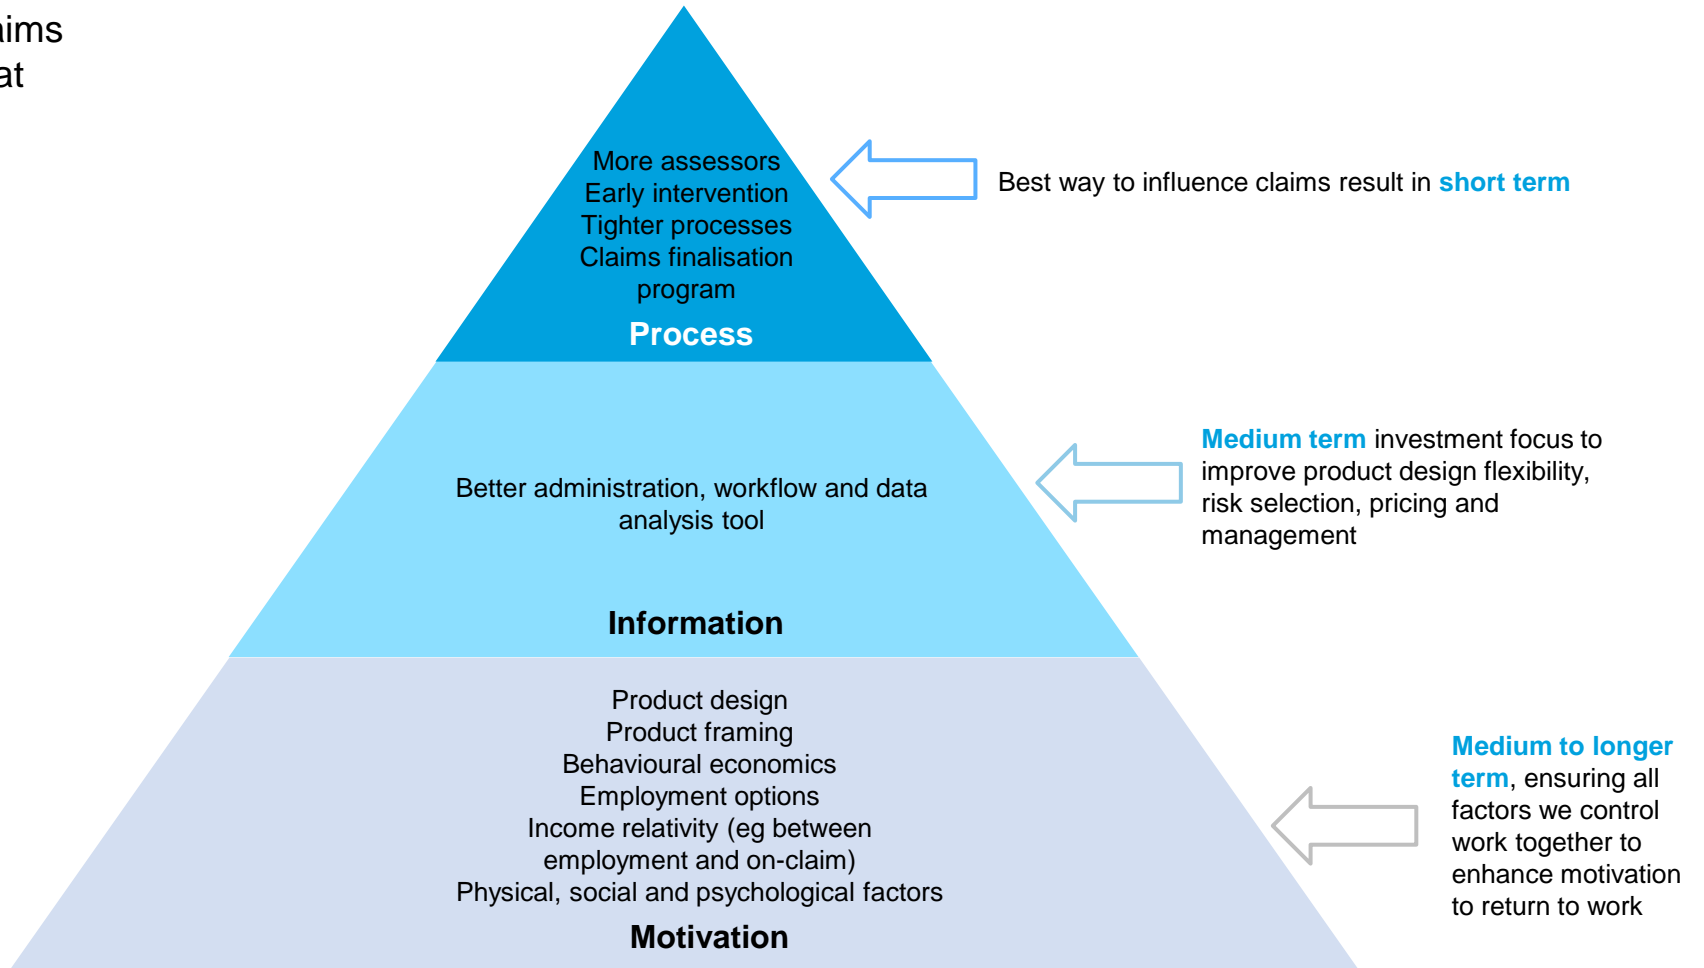 aims
at
More assessors
Early intervention
Tighter processes
Claims finalisation
program
Process
Best way to influence claims result in short term
Better administration, workflow and data
analysis tool
Information
Medium term investment focus to
improve product design flexibility,
risk selection, pricing and
management
Product design
Product framing
Behavioural economics
Employment options
Income relativity (eg between
employment and on-claim)
Physical, social and psychological factors
Motivation
Medium to longer
term, ensuring all
factors we control
work together to
enhance motivation
to return to work